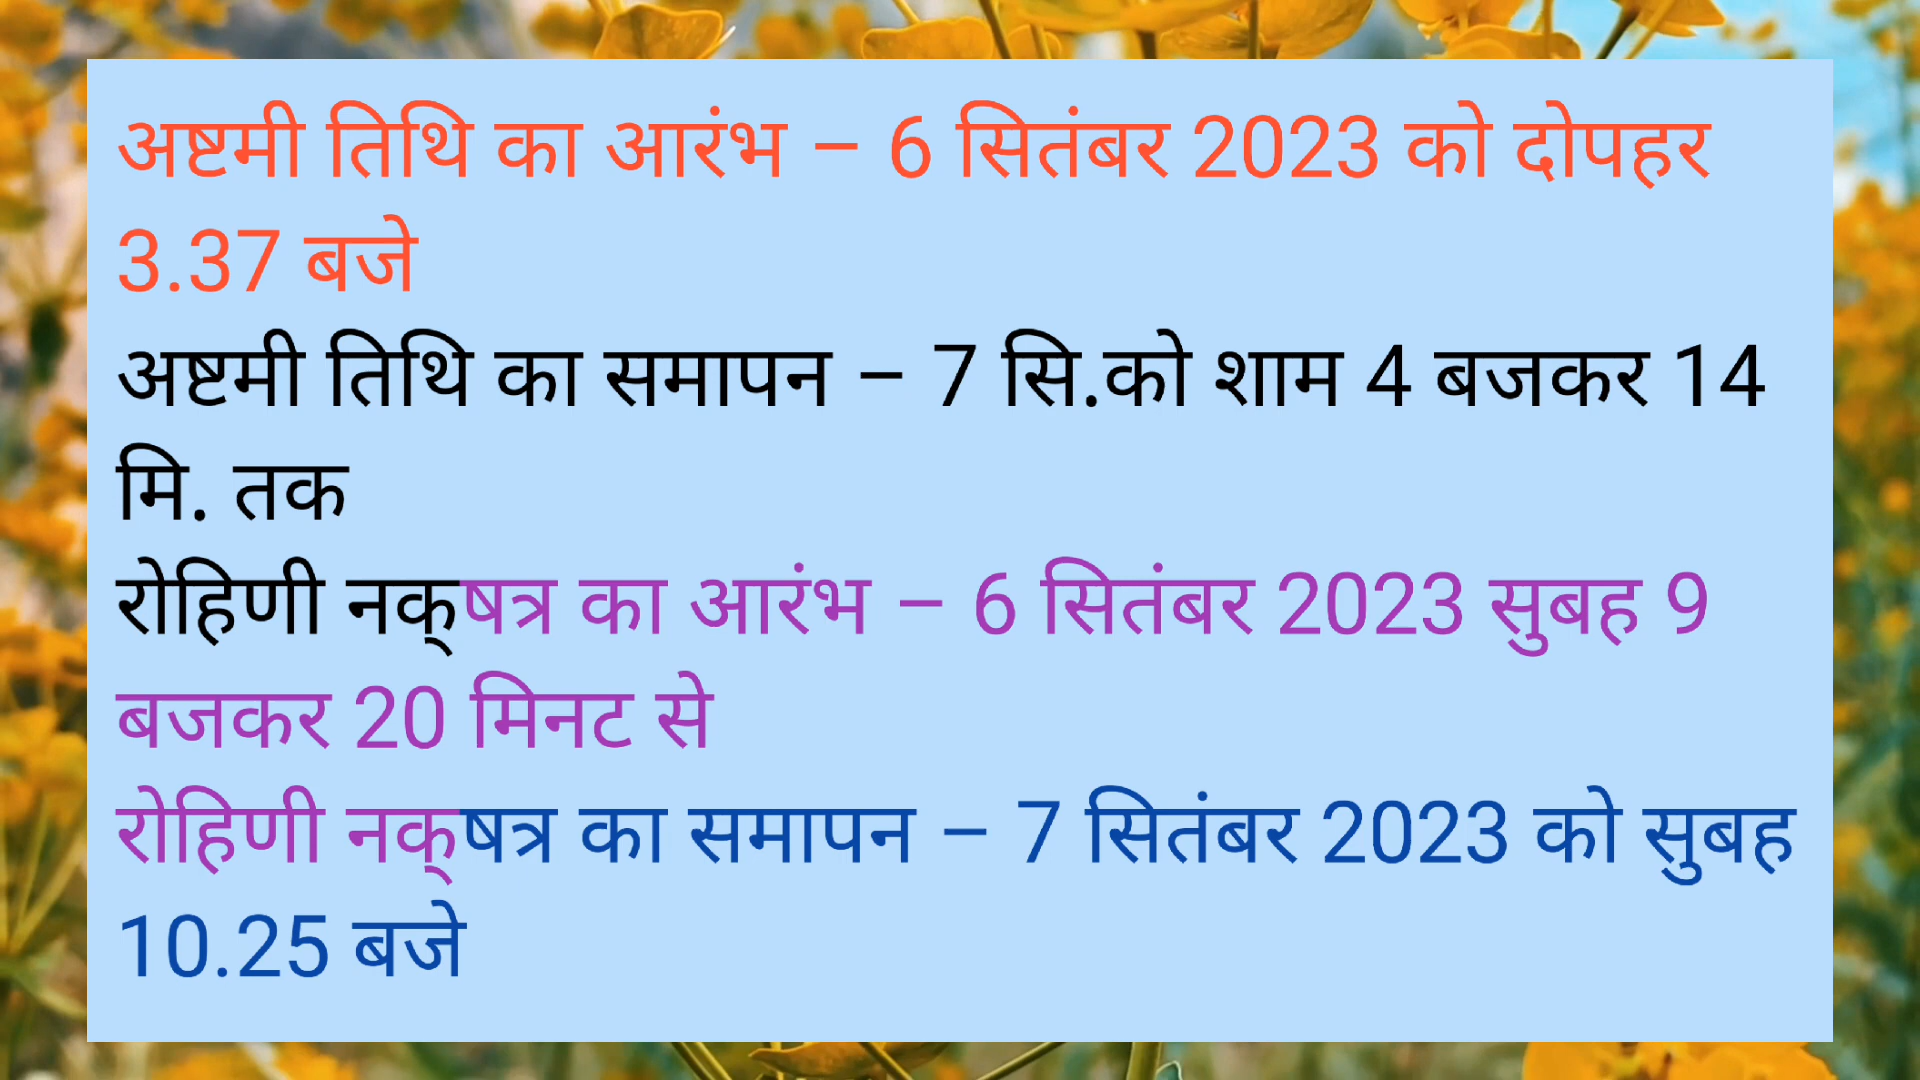 अष्टमी तिथि का आरंभ – 6 सितंबर 2023 को दोपहर
3.37 बजे
अष्टमी तिथि का समापन – 7 सि.को शाम 4 बजकर 14
मि. तक
रोहिणी नक्षत्र का आरंभ – 6 सितंबर 2023 सुबह 9
बजकर 20 मिनट से
रोहिणी नक्षत्र का समापन – 7 सितंबर 2023 को सुबह
10.25 बजे